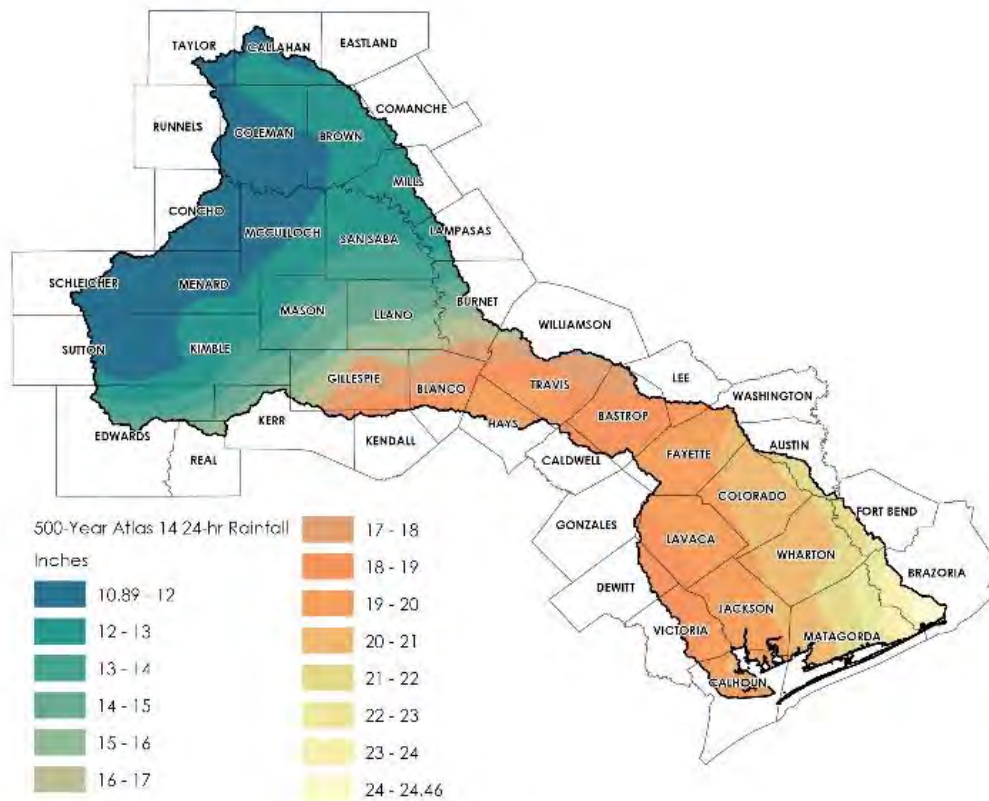 TAYLOR
CALLAHAN
EASTLAND
COMANCHE
RUNNELS
COLEMAN
BROWN
MILLS
CONCHO
MCCULLOCH
SAN SABA
LAMPASAS
SCHLEICHER
MENARD
BURNET
MASON
LLANO
WILLIAMSON
SUTTON
KIMBLE
GILLESPIE
BLANCO
TRAVIS
LEE
WASHINGTON
BASTROP
HAYS
EDWARDS
KERR
KENDALL
REAL
CALDWELL
FAYETTE
AUSTIN
COLORADO
GONZALES
FORT BEND
LAVACA
WHARTON
BRAZORIA
DEWITT
JACKSON
VICTORIA
MATAGORDA
CALHOUN
500-Year Atlas 14 24-hr Rainfall
Inches
10.89 - 12
12 - 13
13 - 14
14 - 15
15 - 16
16 - 17
17 - 18
18 - 19
19 - 20
20 - 21
21 - 22
22 - 23
23 - 24
24 - 24.46